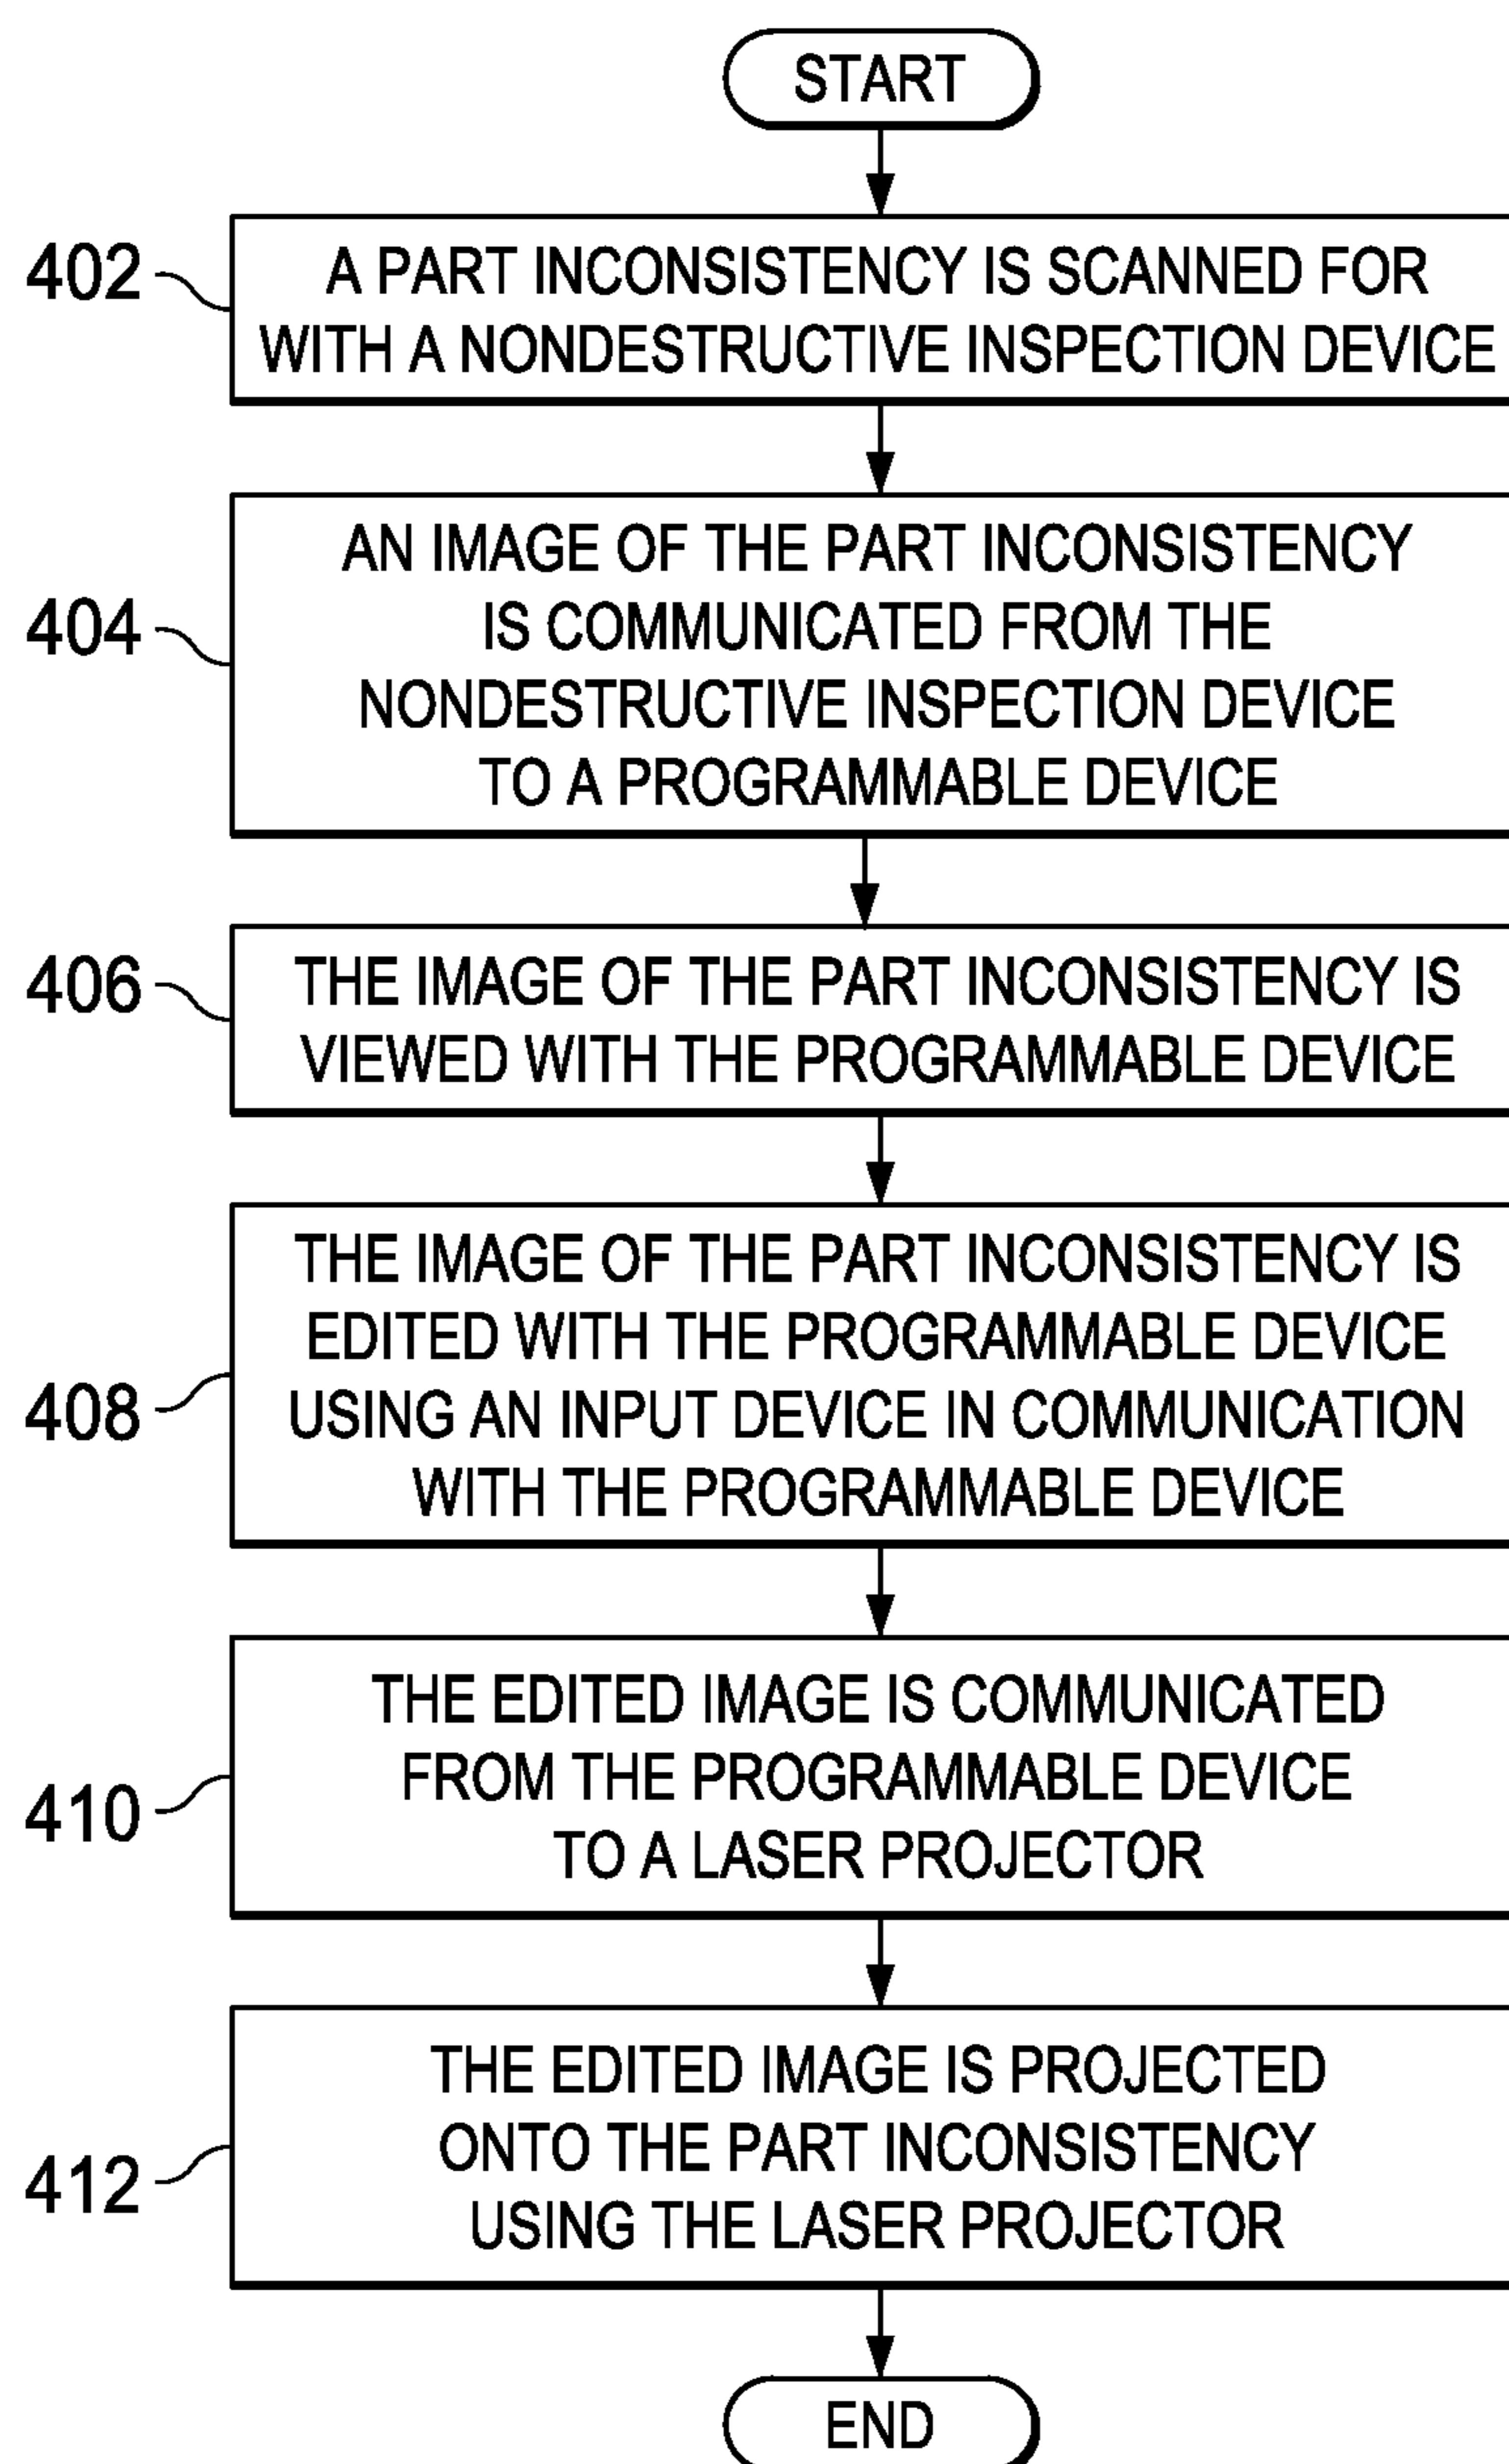 START
402
A PART INCONSISTENCY IS SCANNED FOR
WITH A NONDESTRUCTIVE INSPECTION DEVICE
404
AN IMAGE OF THE PART INCONSISTENCY
IS COMMUNICATED FROM THE
NONDESTRUCTIVE INSPECTION DEVICE
TO A PROGRAMMABLE DEVICE
406
THE IMAGE OF THE PART INCONSISTENCY IS
VIEWED WITH THE PROGRAMMABLE DEVICE
408
THE IMAGE OF THE PART INCONSISTENCY IS
EDITED WITH THE PROGRAMMABLE DEVICE
USING AN INPUT DEVICE IN COMMUNICATION
WITH THE PROGRAMMABLE DEVICE
410
THE EDITED IMAGE IS COMMUNICATED
FROM THE PROGRAMMABLE DEVICE
TO A LASER PROJECTOR
412
THE EDITED IMAGE IS PROJECTED
ONTO THE PART INCONSISTENCY
USING THE LASER PROJECTOR
END